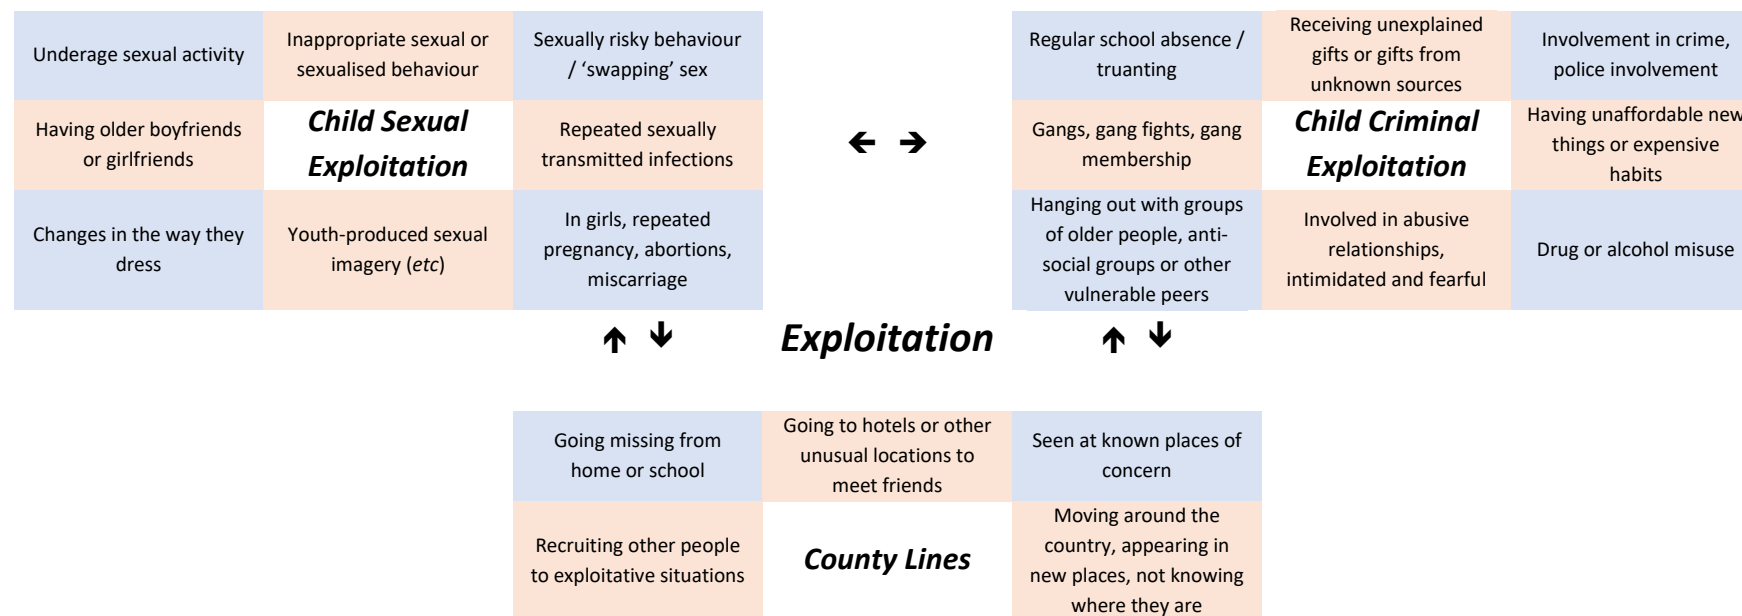 Underage sexual activity
Inappropriate sexual or
sexualised behaviour
Sexually risky behaviour
/ ‘swapping’ sex
Having older boyfriends
or girlfriends
Child Sexual
Exploitation
Repeated sexually
transmitted infections
Changes in the way they
dress
Youth-produced sexual
imagery (etc)
In girls, repeated
pregnancy, abortions,
miscarriage
Regular school absence /
truanting
Receiving unexplained
gifts or gifts from
unknown sources
Involvement in crime,
police involvement
Gangs, gang fights, gang
membership
Child Criminal
Exploitation
Having unaffordable new
things or expensive
habits
Hanging out with groups
of older people, anti-
social groups or other
vulnerable peers
Involved in abusive
relationships,
intimidated and fearful
Drug or alcohol misuse
Exploitation
Going missing from
home or school
Going to hotels or other
unusual locations to
meet friends
Seen at known places of
concern
Recruiting other people
to exploitative situations
County Lines
Moving around the
country, appearing in
new places, not knowing
where they are